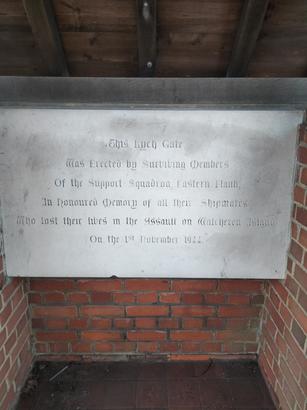 This Lych Gate
Was Erected by Surviving Members
Of the Support Squadron Eastern Flank,
In Honoured Memory of all their Shipmates
Who lost their lives in the Assault on Walcheren Island
On the 1st November 1944.